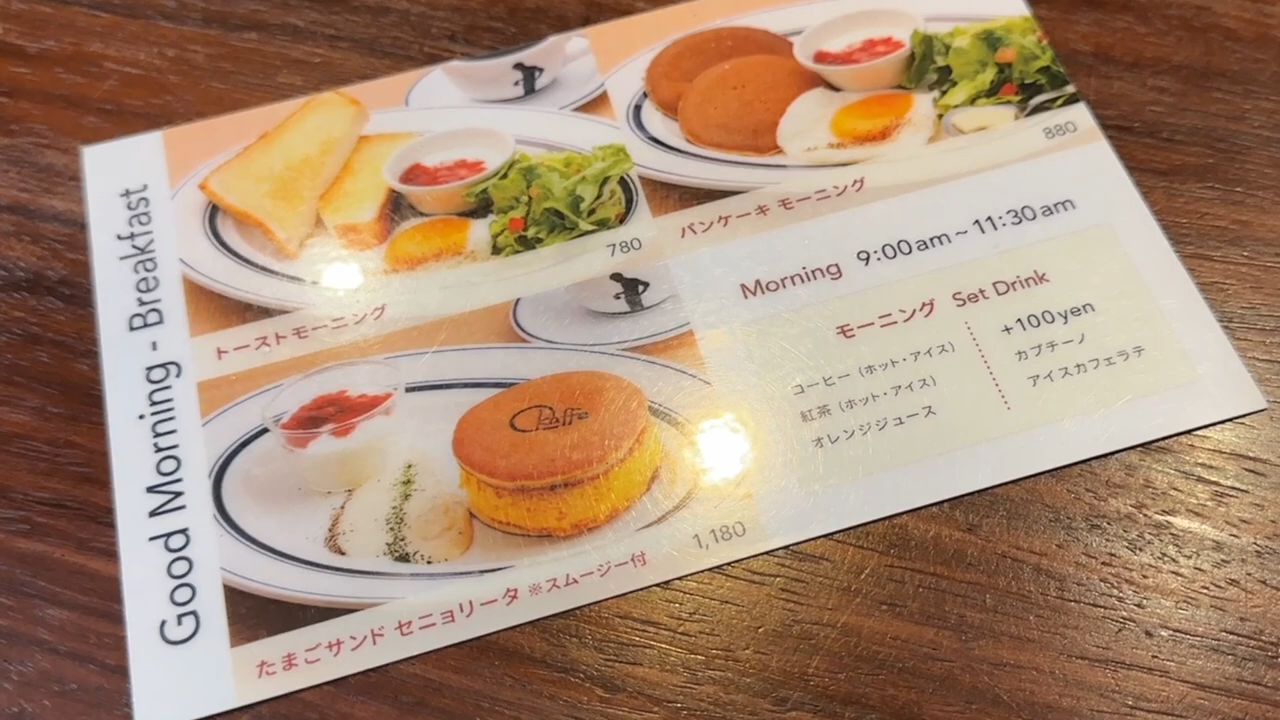 Good Morning - Breakfast
トーストモーニング
780
パンケーキ モーニング
880
たまごサンド セニョリータ ※スムージー付
1,180
Morning 9:00am~11:30am
モーニング Set Drink
コーヒー（ホット・アイス）
紅茶（ホット・アイス）
オレンジジュース
+100yen
カプチーノ
アイスカフェラテ